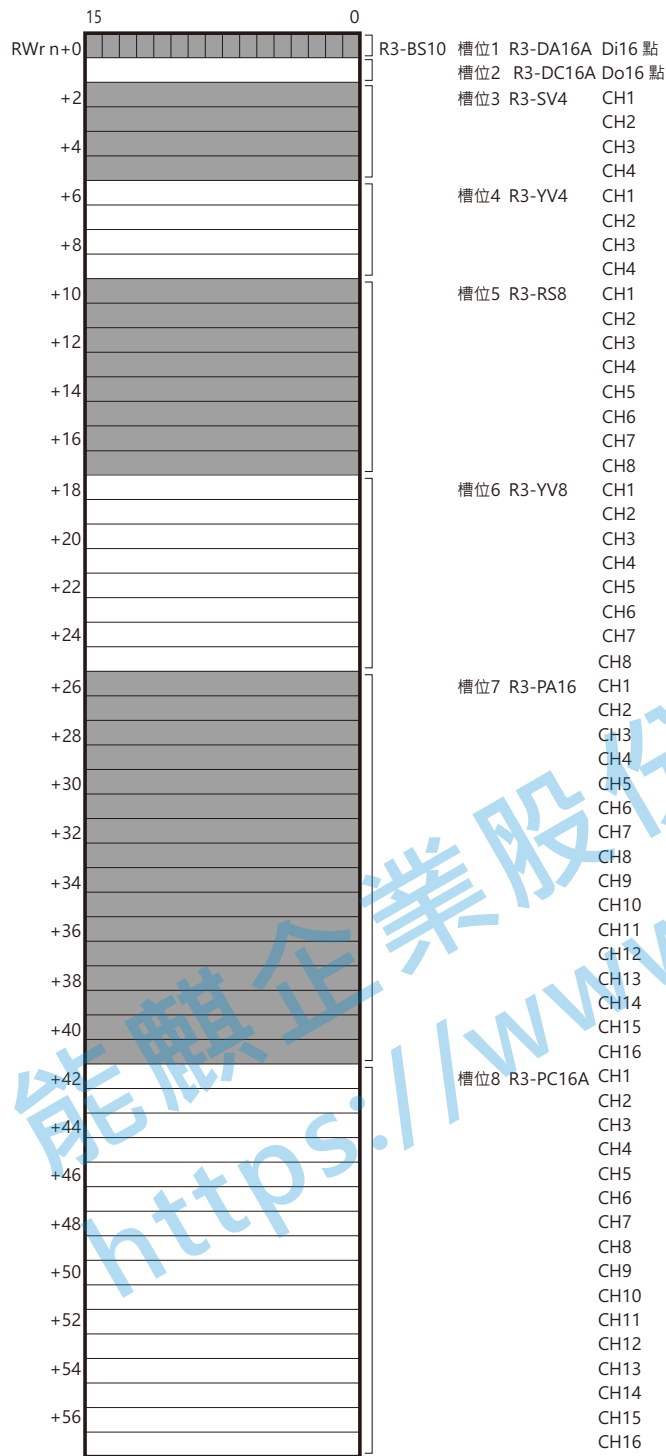 15 0
RWr n+0 R3-BS10 槽位1 R3-DA16A Di16 點
槽位2 R3-DC16A Do16 點
+2 槽位3 R3-SV4 CH1
CH2
+4 CH3
CH4
+6 槽位4 R3-YV4 CH1
CH2
+8 CH3
CH4
+10 槽位5 R3-RS8 CH1
CH2
+12 CH3
CH4
+14 CH5
CH6
+16 CH7
CH8
+18 槽位6 R3-YV8 CH1
CH2
+20 CH3
CH4
+22 CH5
CH6
+24 CH7
CH8
+26 槽位7 R3-PA16 CH1
CH2
+28 CH3
CH4
+30 CH5
CH6
+32 CH7
CH8
+34 CH9
CH10
+36 CH11
CH12
+38 CH13
CH14
+40 CH15
CH16
+42 槽位8 R3-PC16A CH1
CH2
+44 CH3
CH4
+46 CH5
CH6
+48 CH7
CH8
+50 CH9
CH10
+52 CH11
CH12
+54 CH13
CH14
+56 CH15
CH16
能麒企業股份
https://www